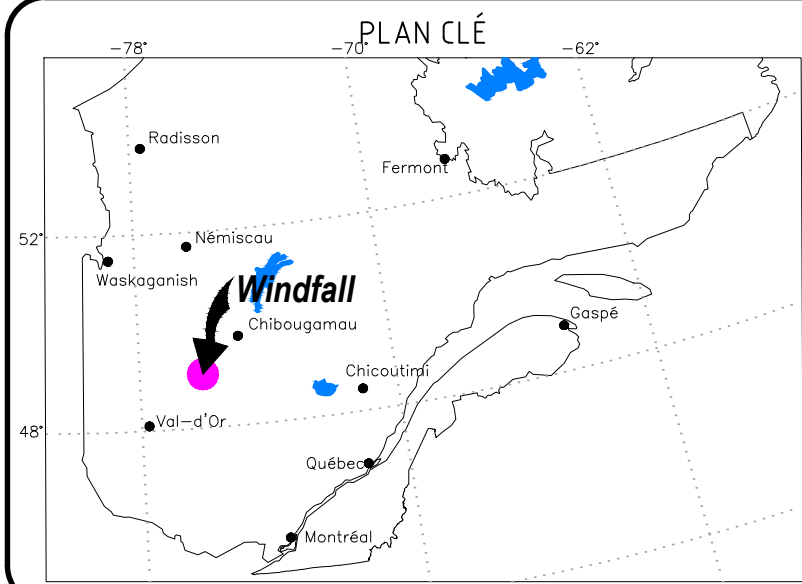 PLAN CLÉ
-78°
-70°
-62°
Radisson
Fermont
52°
Némiscau
Waskaganish
Windfall
Gaspé
Chibougamau
Chicoutimi
Val-d'Or
48°
Québec
Montréal